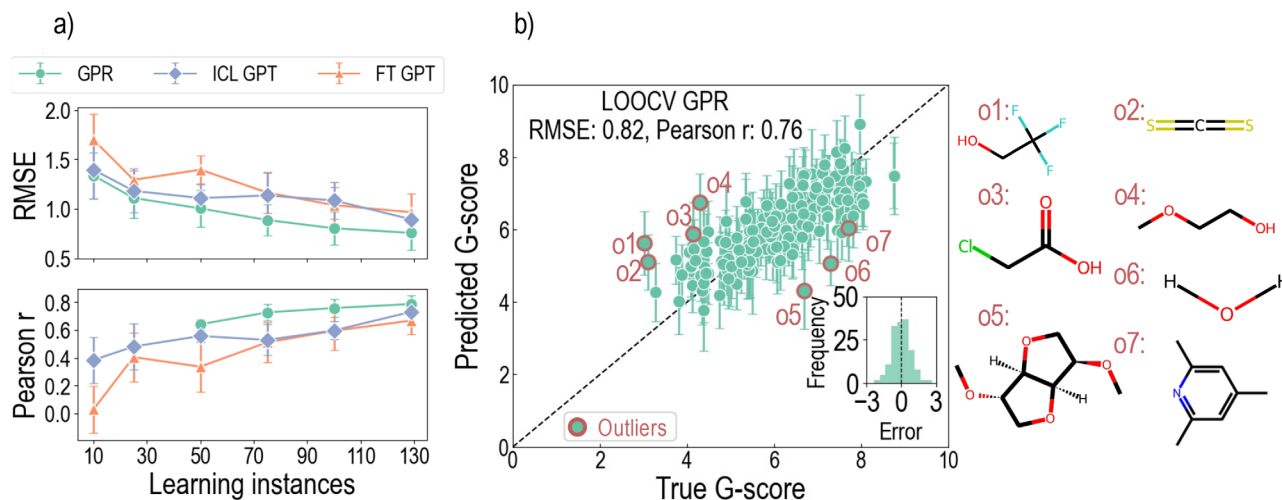 a)
GPR
ICL GPT
FT GPT
2.0
1.5
1.0
0.5
RMSE
0.8
0.6
0.4
0.2
0.0
Pearson r
10
30
50
70
90
110
130
Learning instances
b)
LOOCV GPR
RMSE: 0.82, Pearson r: 0.76
10
8
6
4
2
0
Predicted G-score
o1
o2
o3
o4
o5
o6
o7
Outliers
50
25
0
Frequency
−3
0
3
Error
0
2
4
6
8
10
True G-score
o1:
HO
F
F
F
o2:
S
C
S
o3:
Cl
O
OH
o4:
O
OH
o5:
O
H
O
H
O
O
o6:
H
H
O
o7:
N